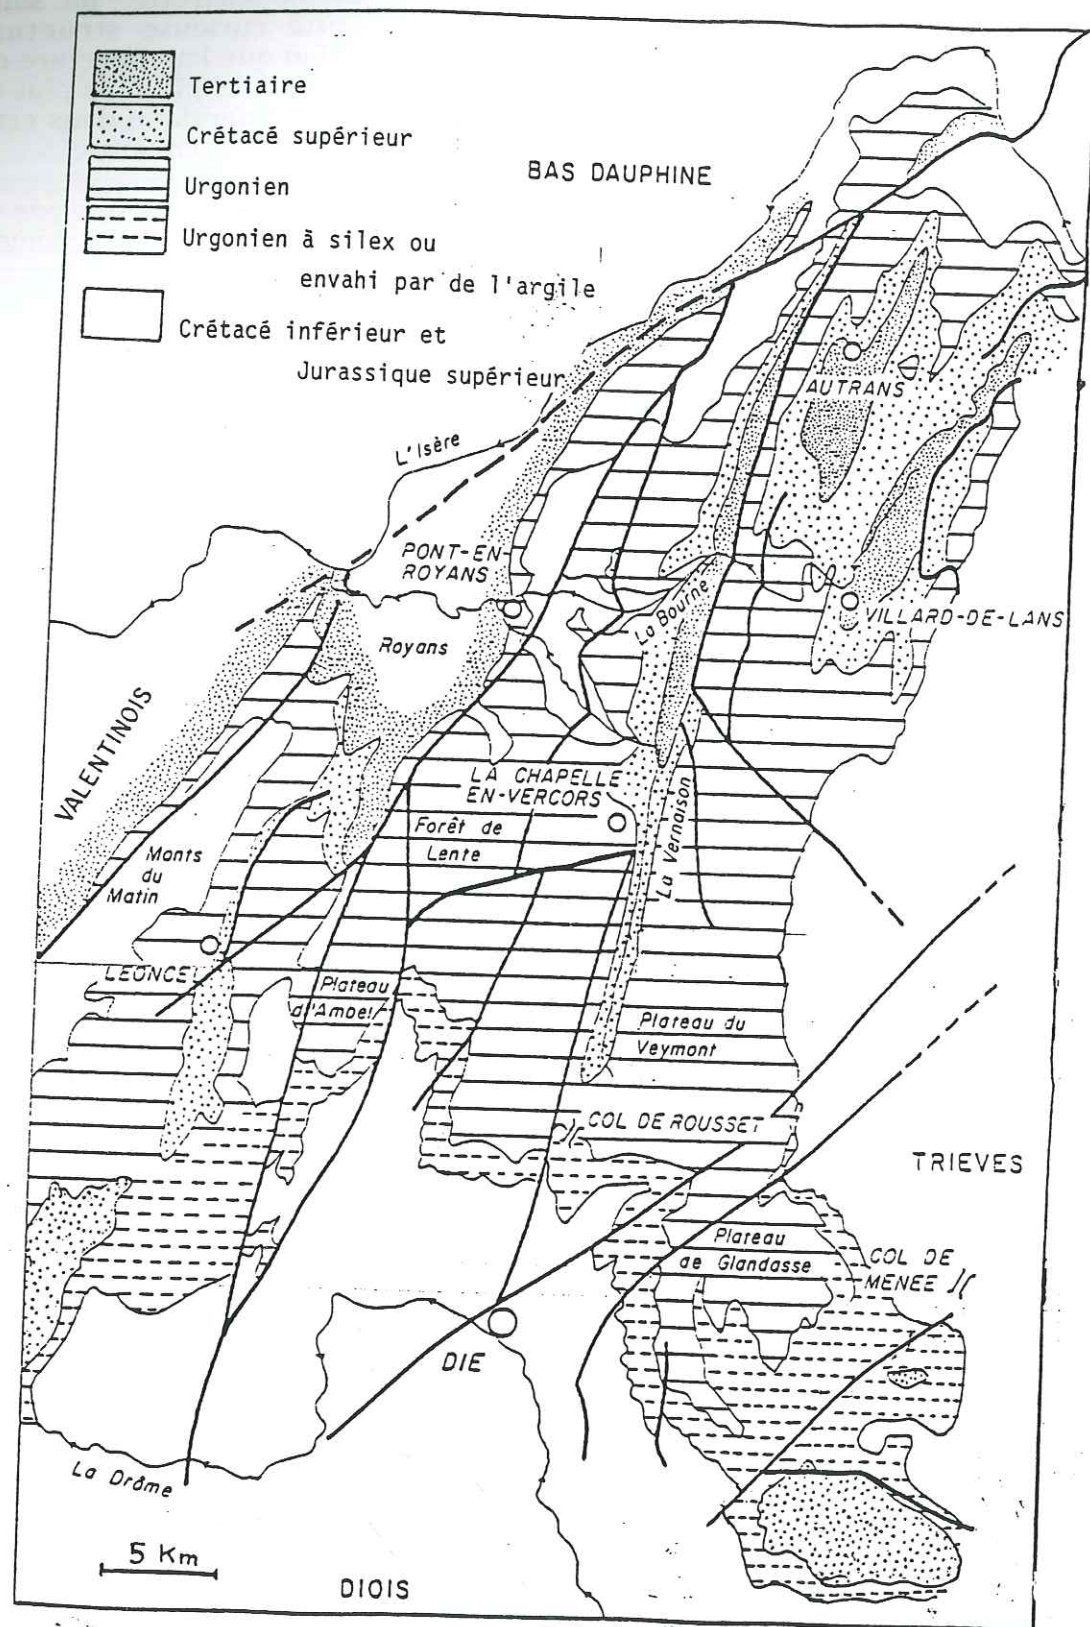 Tertiaire
Crétacé supérieur
Urgonien
Urgonien à silex ou
envahi par de l'argile
Crétacé inférieur et
Jurassique supérieur
BAS DAUPHINE
AUTRANS
L'Isère
PONT-EN-
ROYANS
Royans
La Bourne
VILLARD-DE-LANS
VALENTINOIS
LA CHAPELLE
EN-VERCORS
Forêt de
Lente
La Vernaison
Monts
du
Matin
LEONCEL
Plateau
d'Ambel
Plateau du
Veymont
COL DE ROUSSET
TRIEVES
Plateau
de Glandasse
COL DE
MENEE
DIE
La Drôme
5 Km
DIOIS